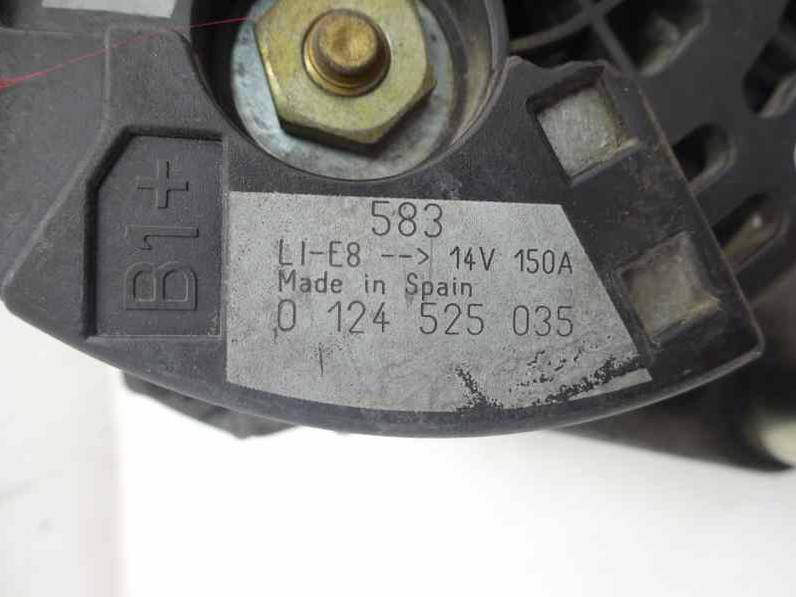 B1+
583
LI-E8 --> 14V 150A
Made in Spain
0 124 525 035